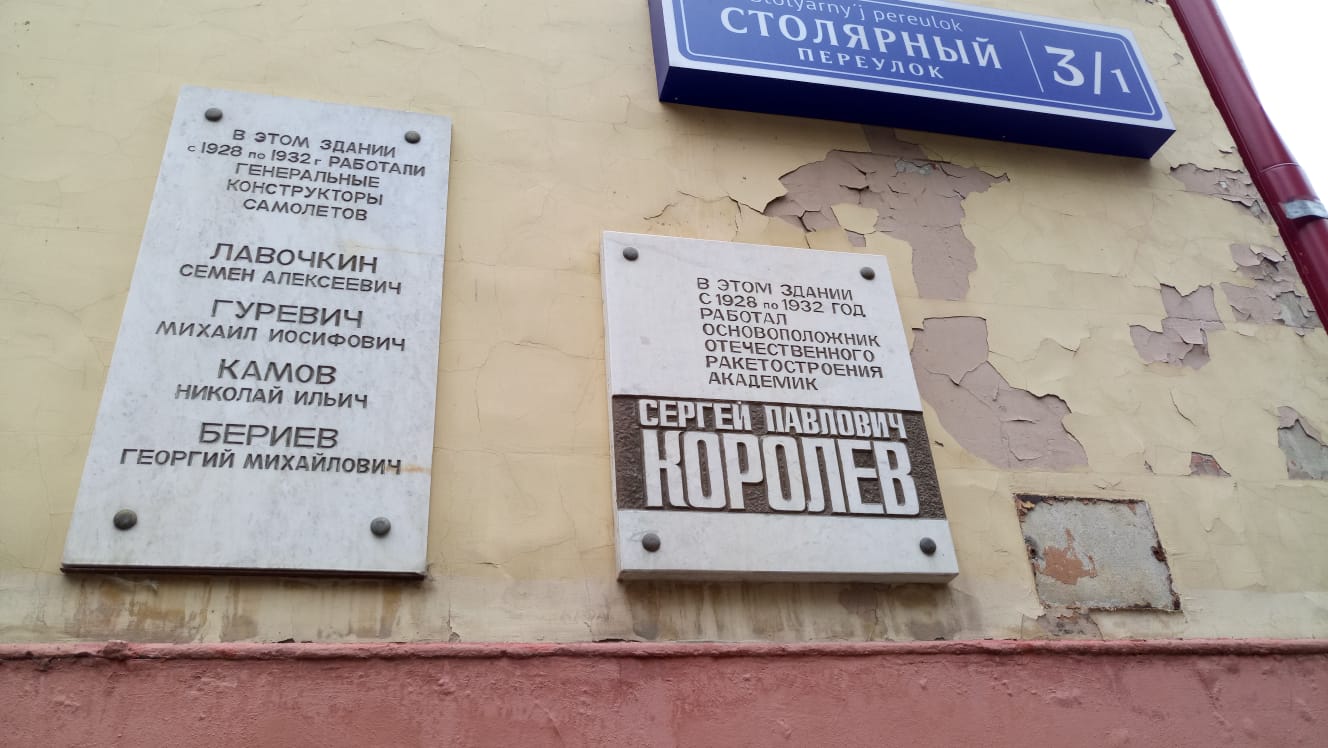 В ЭТОМ ЗДАНИИ
с 1928 по 1932 г РАБОТАЛИ
ГЕНЕРАЛЬНЫЕ
КОНСТРУКТОРЫ
САМОЛЕТОВ
ЛАВОЧКИН
СЕМЕН АЛЕКСЕЕВИЧ
ГУРЕВИЧ
МИХАИЛ ИОСИФОВИЧ
КАМОВ
НИКОЛАЙ ИЛЬИЧ
БЕРИЕВ
ГЕОРГИЙ МИХАЙЛОВИЧ
Stolyarny'j pereulok
СТОЛЯРНЫЙ
ПЕРЕУЛОК
3/1
В ЭТОМ ЗДАНИИ
С 1928 по 1932 ГОД
РАБОТАЛ
ОСНОВОПОЛОЖНИК
ОТЕЧЕСТВЕННОГО
РАКЕТОСТРОЕНИЯ
АКАДЕМИК
СЕРГЕЙ ПАВЛОВИЧ
КОРОЛЕВ